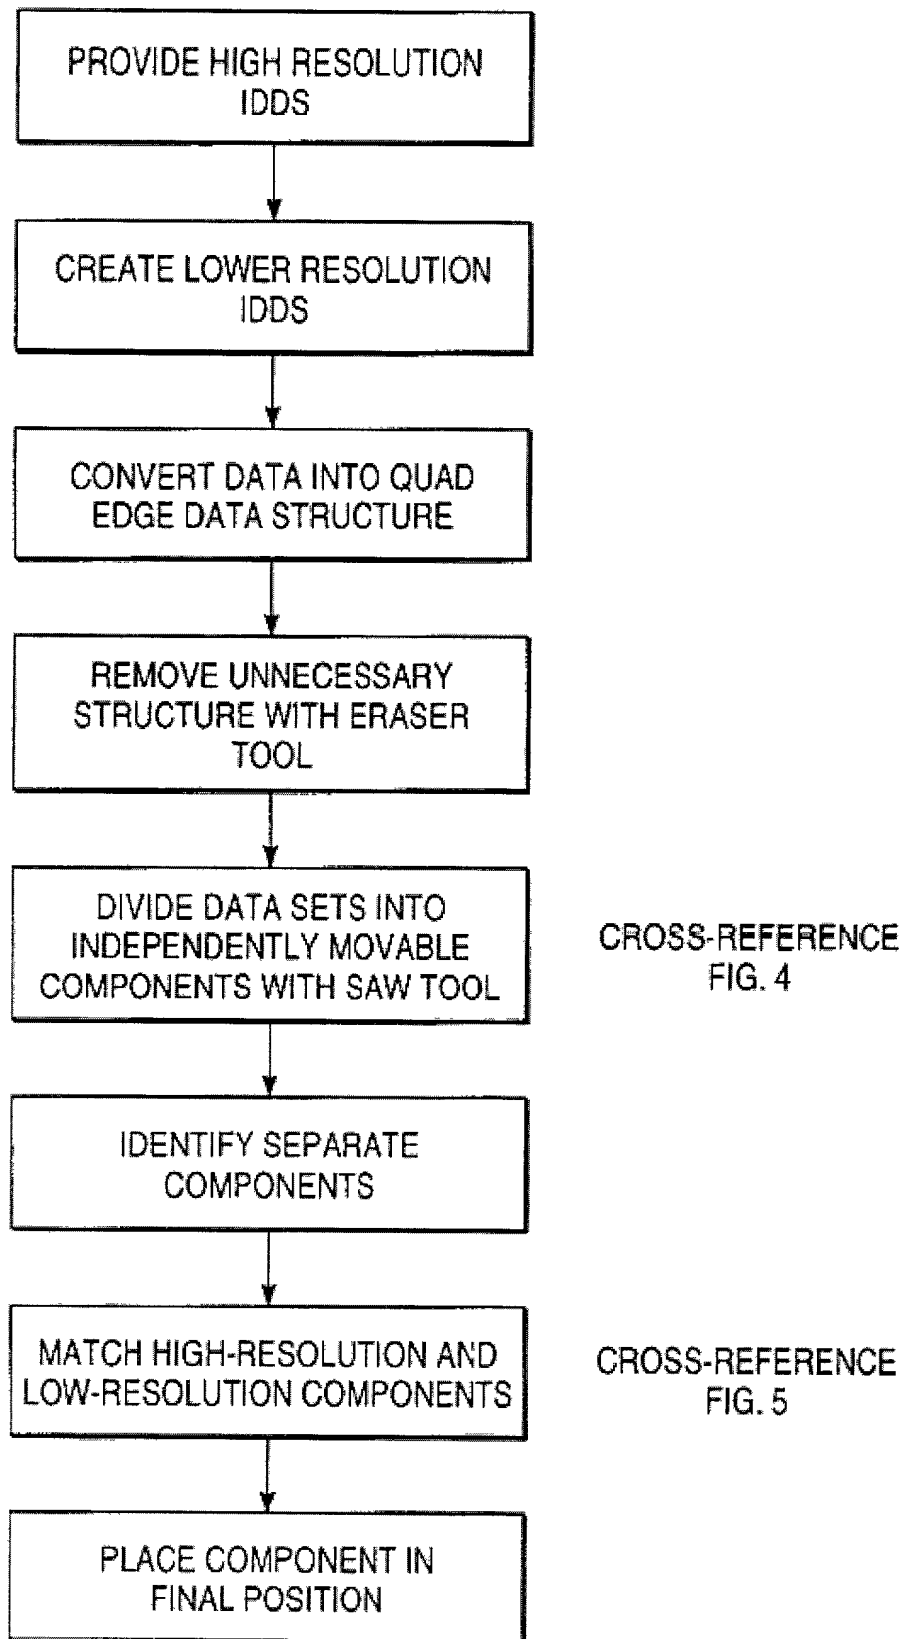 PROVIDE HIGH RESOLUTION
IDDS
CREATE LOWER RESOLUTION
IDDS
CONVERT DATA INTO QUAD
EDGE DATA STRUCTURE
REMOVE UNNECESSARY
STRUCTURE WITH ERASER
TOOL
DIVIDE DATA SETS INTO
INDEPENDENTLY MOVABLE
COMPONENTS WITH SAW TOOL
CROSS-REFERENCE
FIG. 4
IDENTIFY SEPARATE
COMPONENTS
MATCH HIGH-RESOLUTION AND
LOW-RESOLUTION COMPONENTS
CROSS-REFERENCE
FIG. 5
PLACE COMPONENT IN
FINAL POSITION